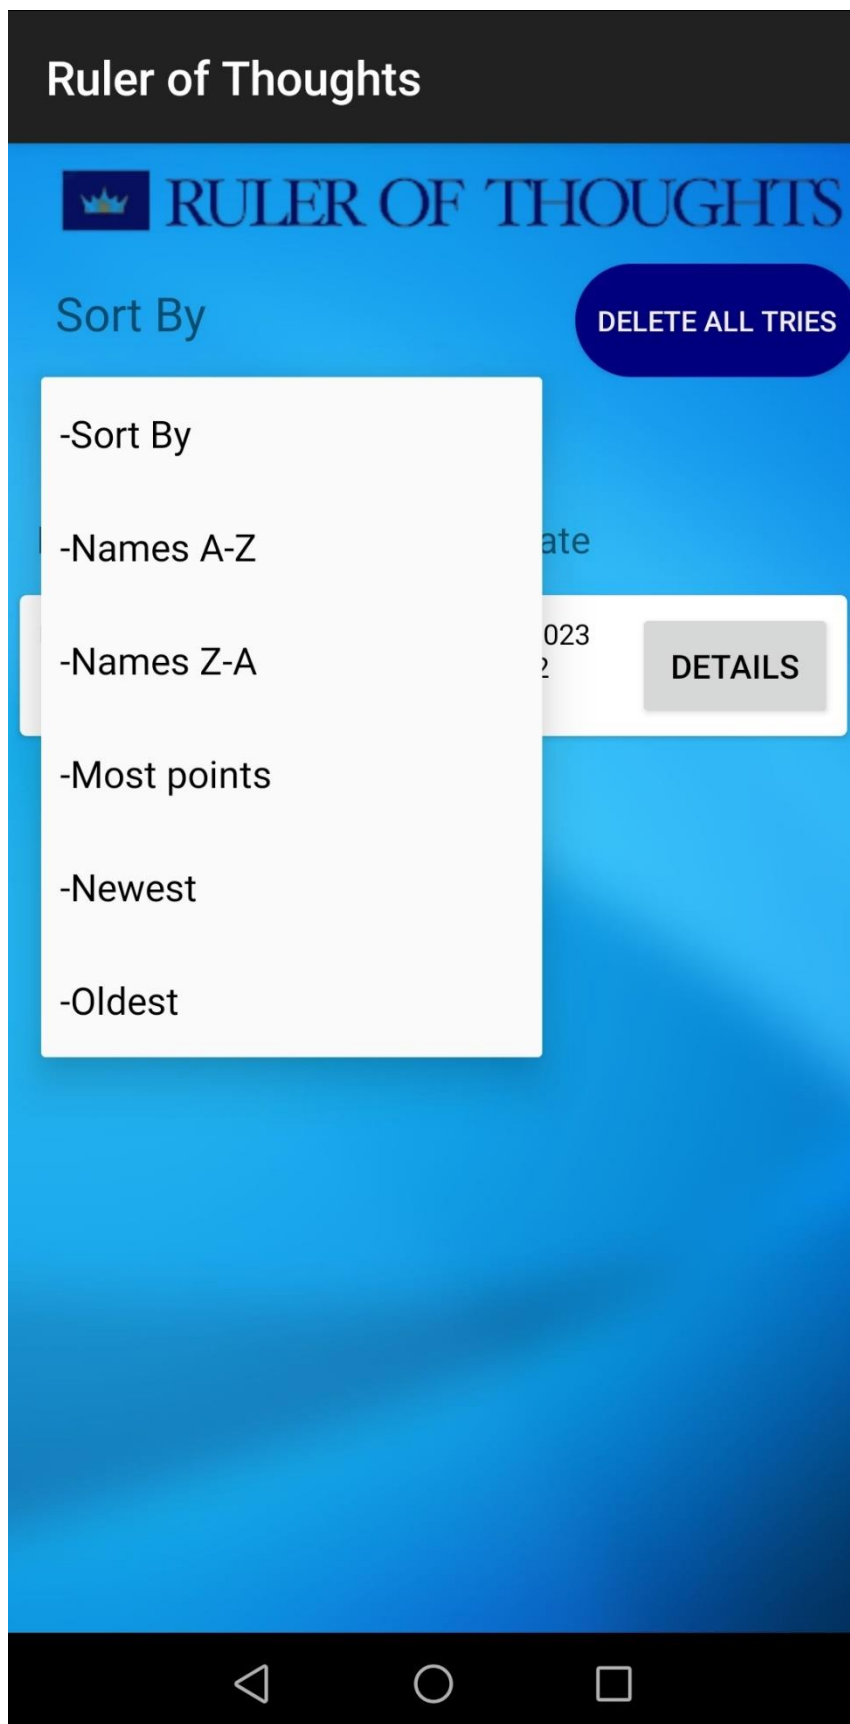 Ruler of Thoughts
RULER OF THOUGHTS
Sort By
DELETE ALL TRIES
-Sort By
-Names A-Z
ate
-Names Z-A
023
2
DETAILS
-Most points
-Newest
-Oldest